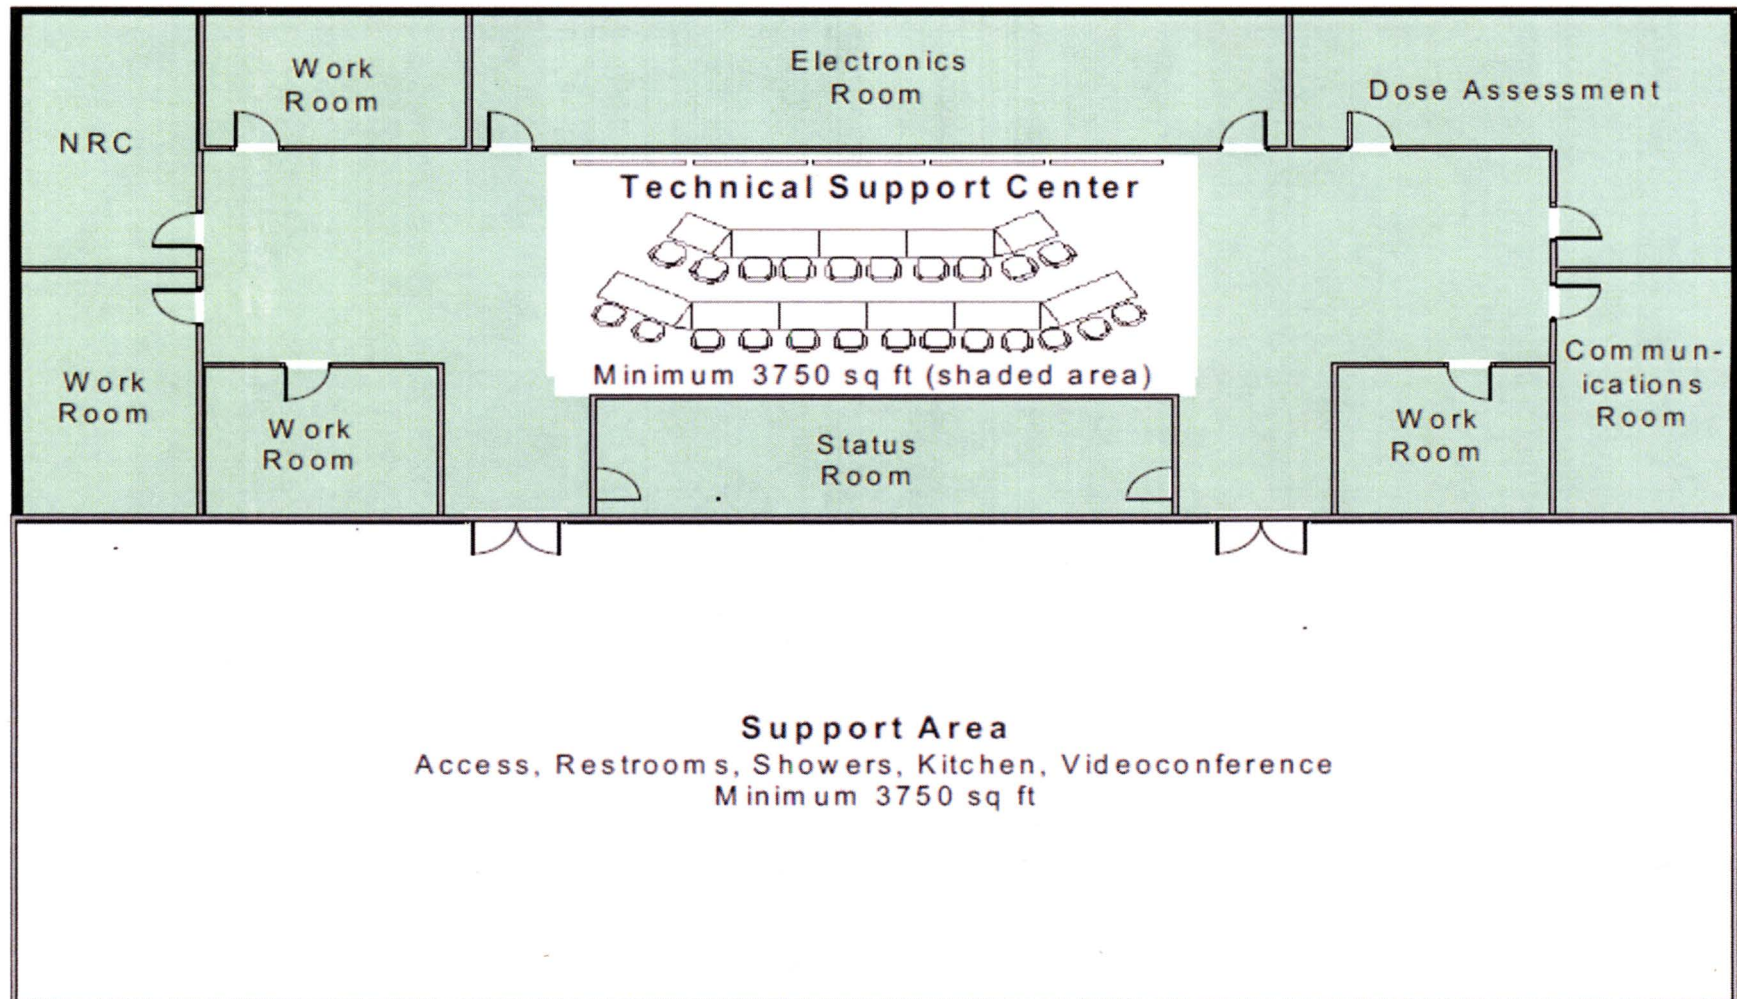 Work
Room
Electronics
Room
Dose Assessment
NRC
Technical Support Center
Minimum 3750 sq ft (shaded area)
Work
Room
Work
Room
Status
Room
Work
Room
Commun-
ications
Room
Support Area
Access, Restrooms, Showers, Kitchen, Videoconference
Minimum 3750 sq ft